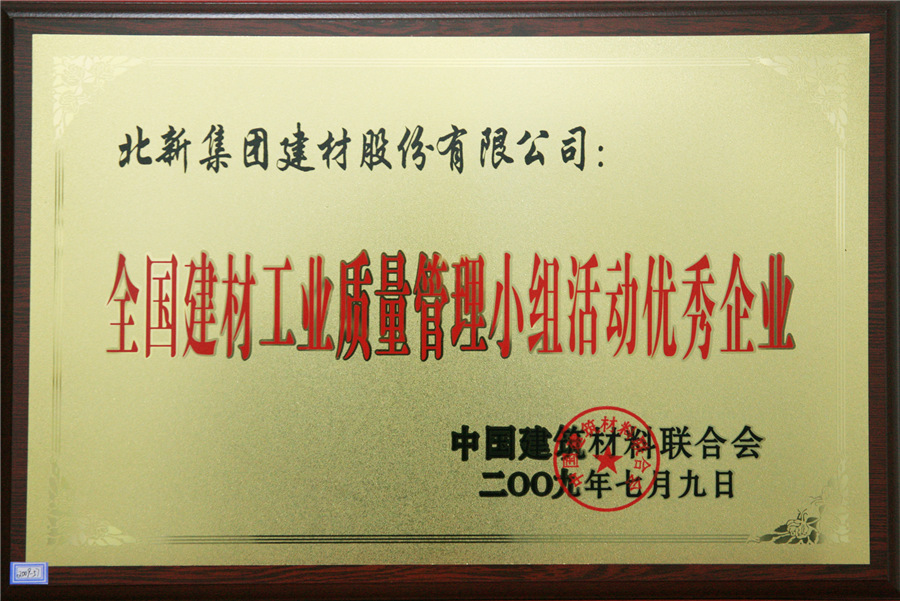 北新集团建材股份有限公司：
全国建材工业质量管理小组活动优秀企业
中国建筑材料联合会
二〇〇九年七月九日